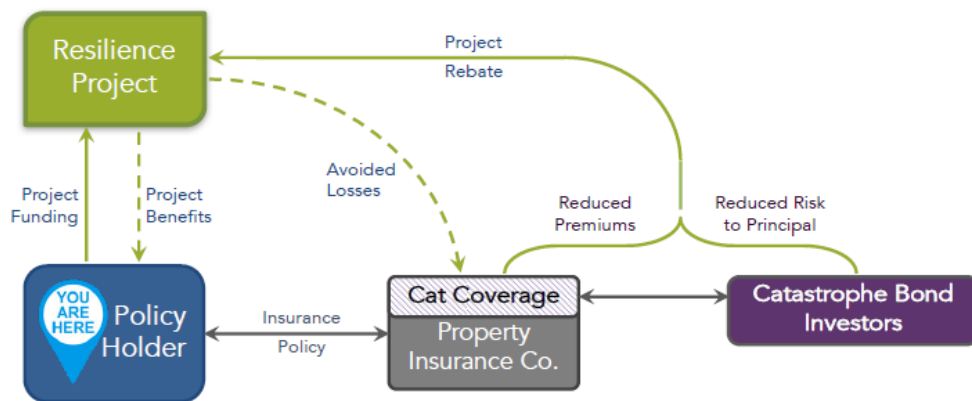 Resilience
Project
Project
Rebate
Avoided
Losses
Project
Funding
Project
Benefits
Reduced
Premiums
Reduced Risk
to Principal
YOU
ARE
HERE
Policy
Holder
Insurance
Policy
Cat Coverage
Property
Insurance Co.
Catastrophe Bond
Investors